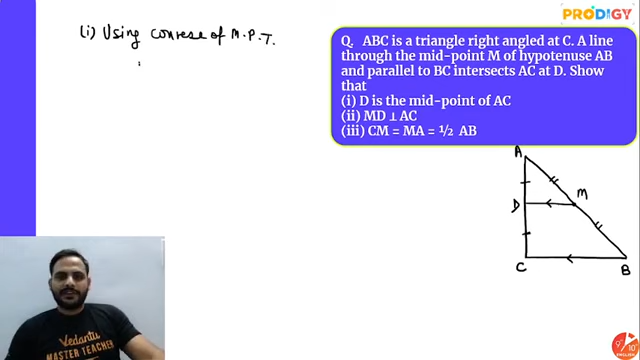 (i) Using converse of M.P.T.
PRODIGY
Q. ABC is a triangle right angled at C. A line
through the mid-point M of hypotenuse AB
and parallel to BC intersects AC at D. Show
that
(i) D is the mid-point of AC
(ii) MD ⊥ AC
(iii) CM = MA = ½ AB
A
M
D
C
B
Vedantu
MASTER TEACHER